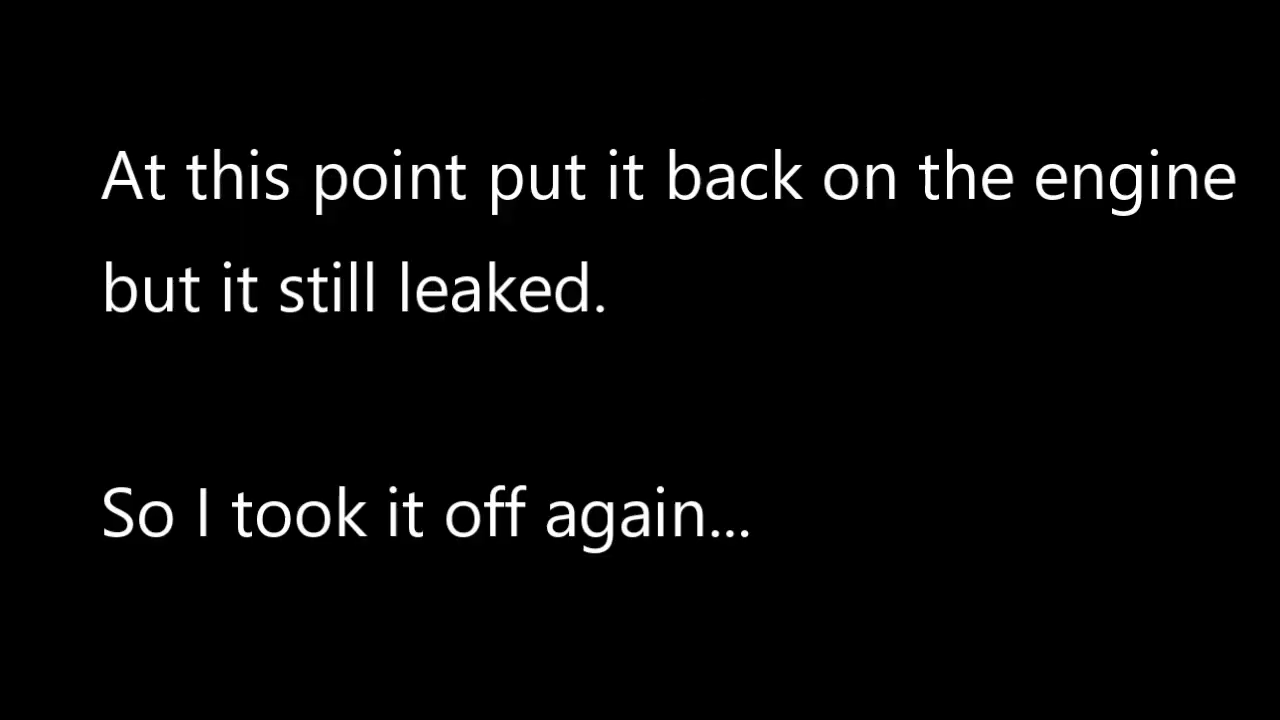 At this point put it back on the engine
but it still leaked.
So I took it off again...